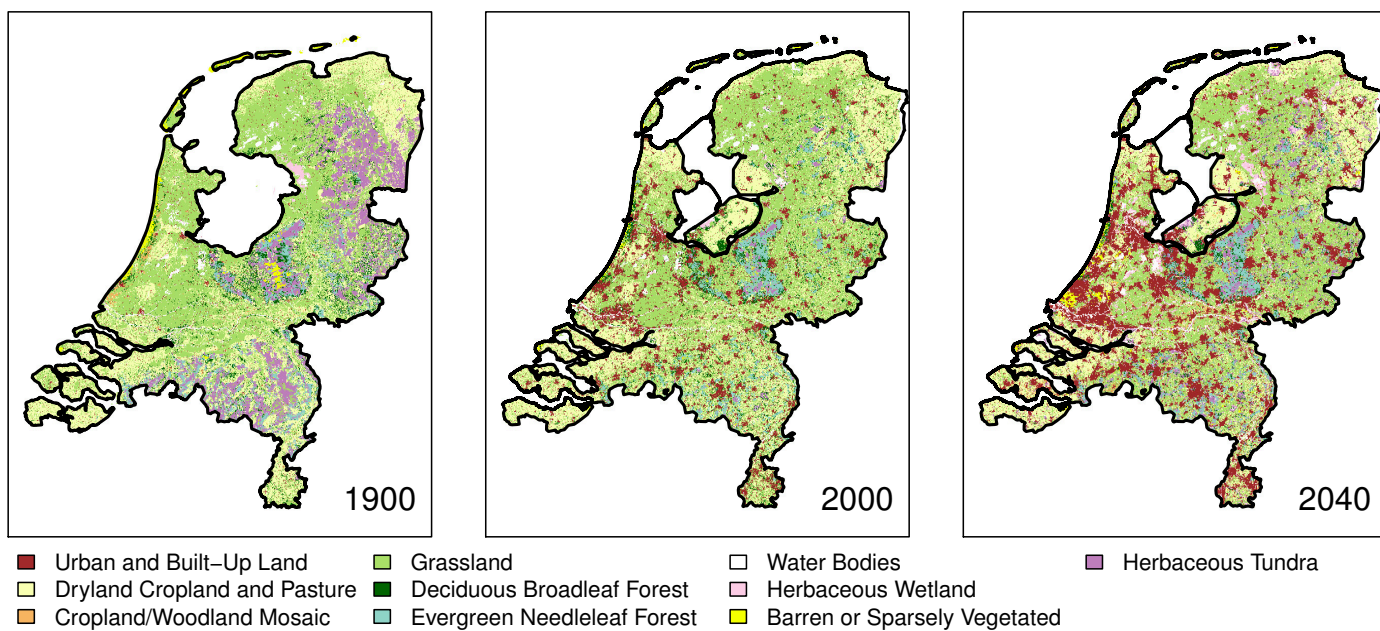 1900
2000
2040
Urban and Built−Up Land
Dryland Cropland and Pasture
Cropland/Woodland Mosaic
Grassland
Deciduous Broadleaf Forest
Evergreen Needleleaf Forest
Water Bodies
Herbaceous Wetland
Barren or Sparsely Vegetated
Herbaceous Tundra